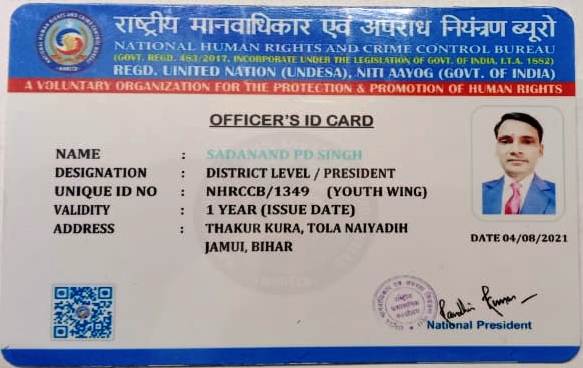 राष्ट्रीय मानवाधिकार एवं अपराध नियंत्रण ब्यूरो
NATIONAL HUMAN RIGHTS AND CRIME CONTROL BUREAU
(GOVT. REGD. 483/2017, INCORPORATE UNDER THE LEGISLATION OF GOVT. OF INDIA, I.T.A. 1882)
REGD. UINITED NATION (UNDESA), NITI AAYOG (GOVT. OF INDIA)
A VOLUNTARY ORGANIZATION FOR THE PROTECTION & PROMOTION OF HUMAN RIGHTS
OFFICER'S ID CARD
NAME : SADANAND PD SINGH
DESIGNATION : DISTRICT LEVEL / PRESIDENT
UNIQUE ID NO : NHRCCB/1349 (YOUTH WING)
VALIDITY : 1 YEAR (ISSUE DATE)
ADDRESS : THAKUR KURA, TOLA NAIYADIH
JAMUI, BIHAR
DATE 04/08/2021
National President